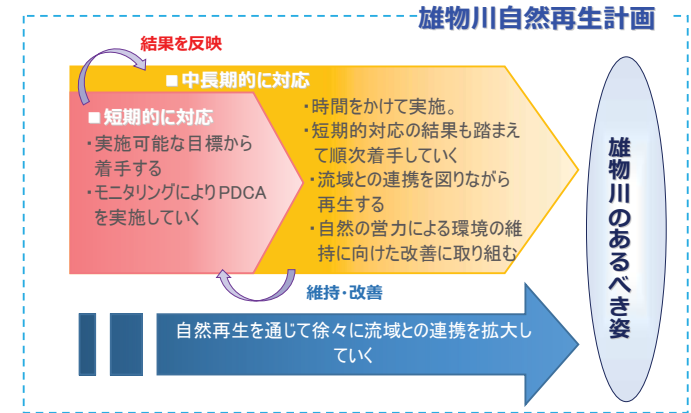 雄物川自然再生計画
結果を反映
■中長期的に対応
■短期的に対応
・実施可能な目標から
着手する
・モニタリングによりPDCA
を実施していく
・時間をかけて実施。
・短期的対応の結果も踏まえ
て順次着手していく
・流域との連携を図りながら
再生する
・自然の営力による環境の維
持に向けた改善に取り組む
維持・改善
自然再生を通じて徐々に流域との連携を拡大し
ていく
雄物川のあるべき姿